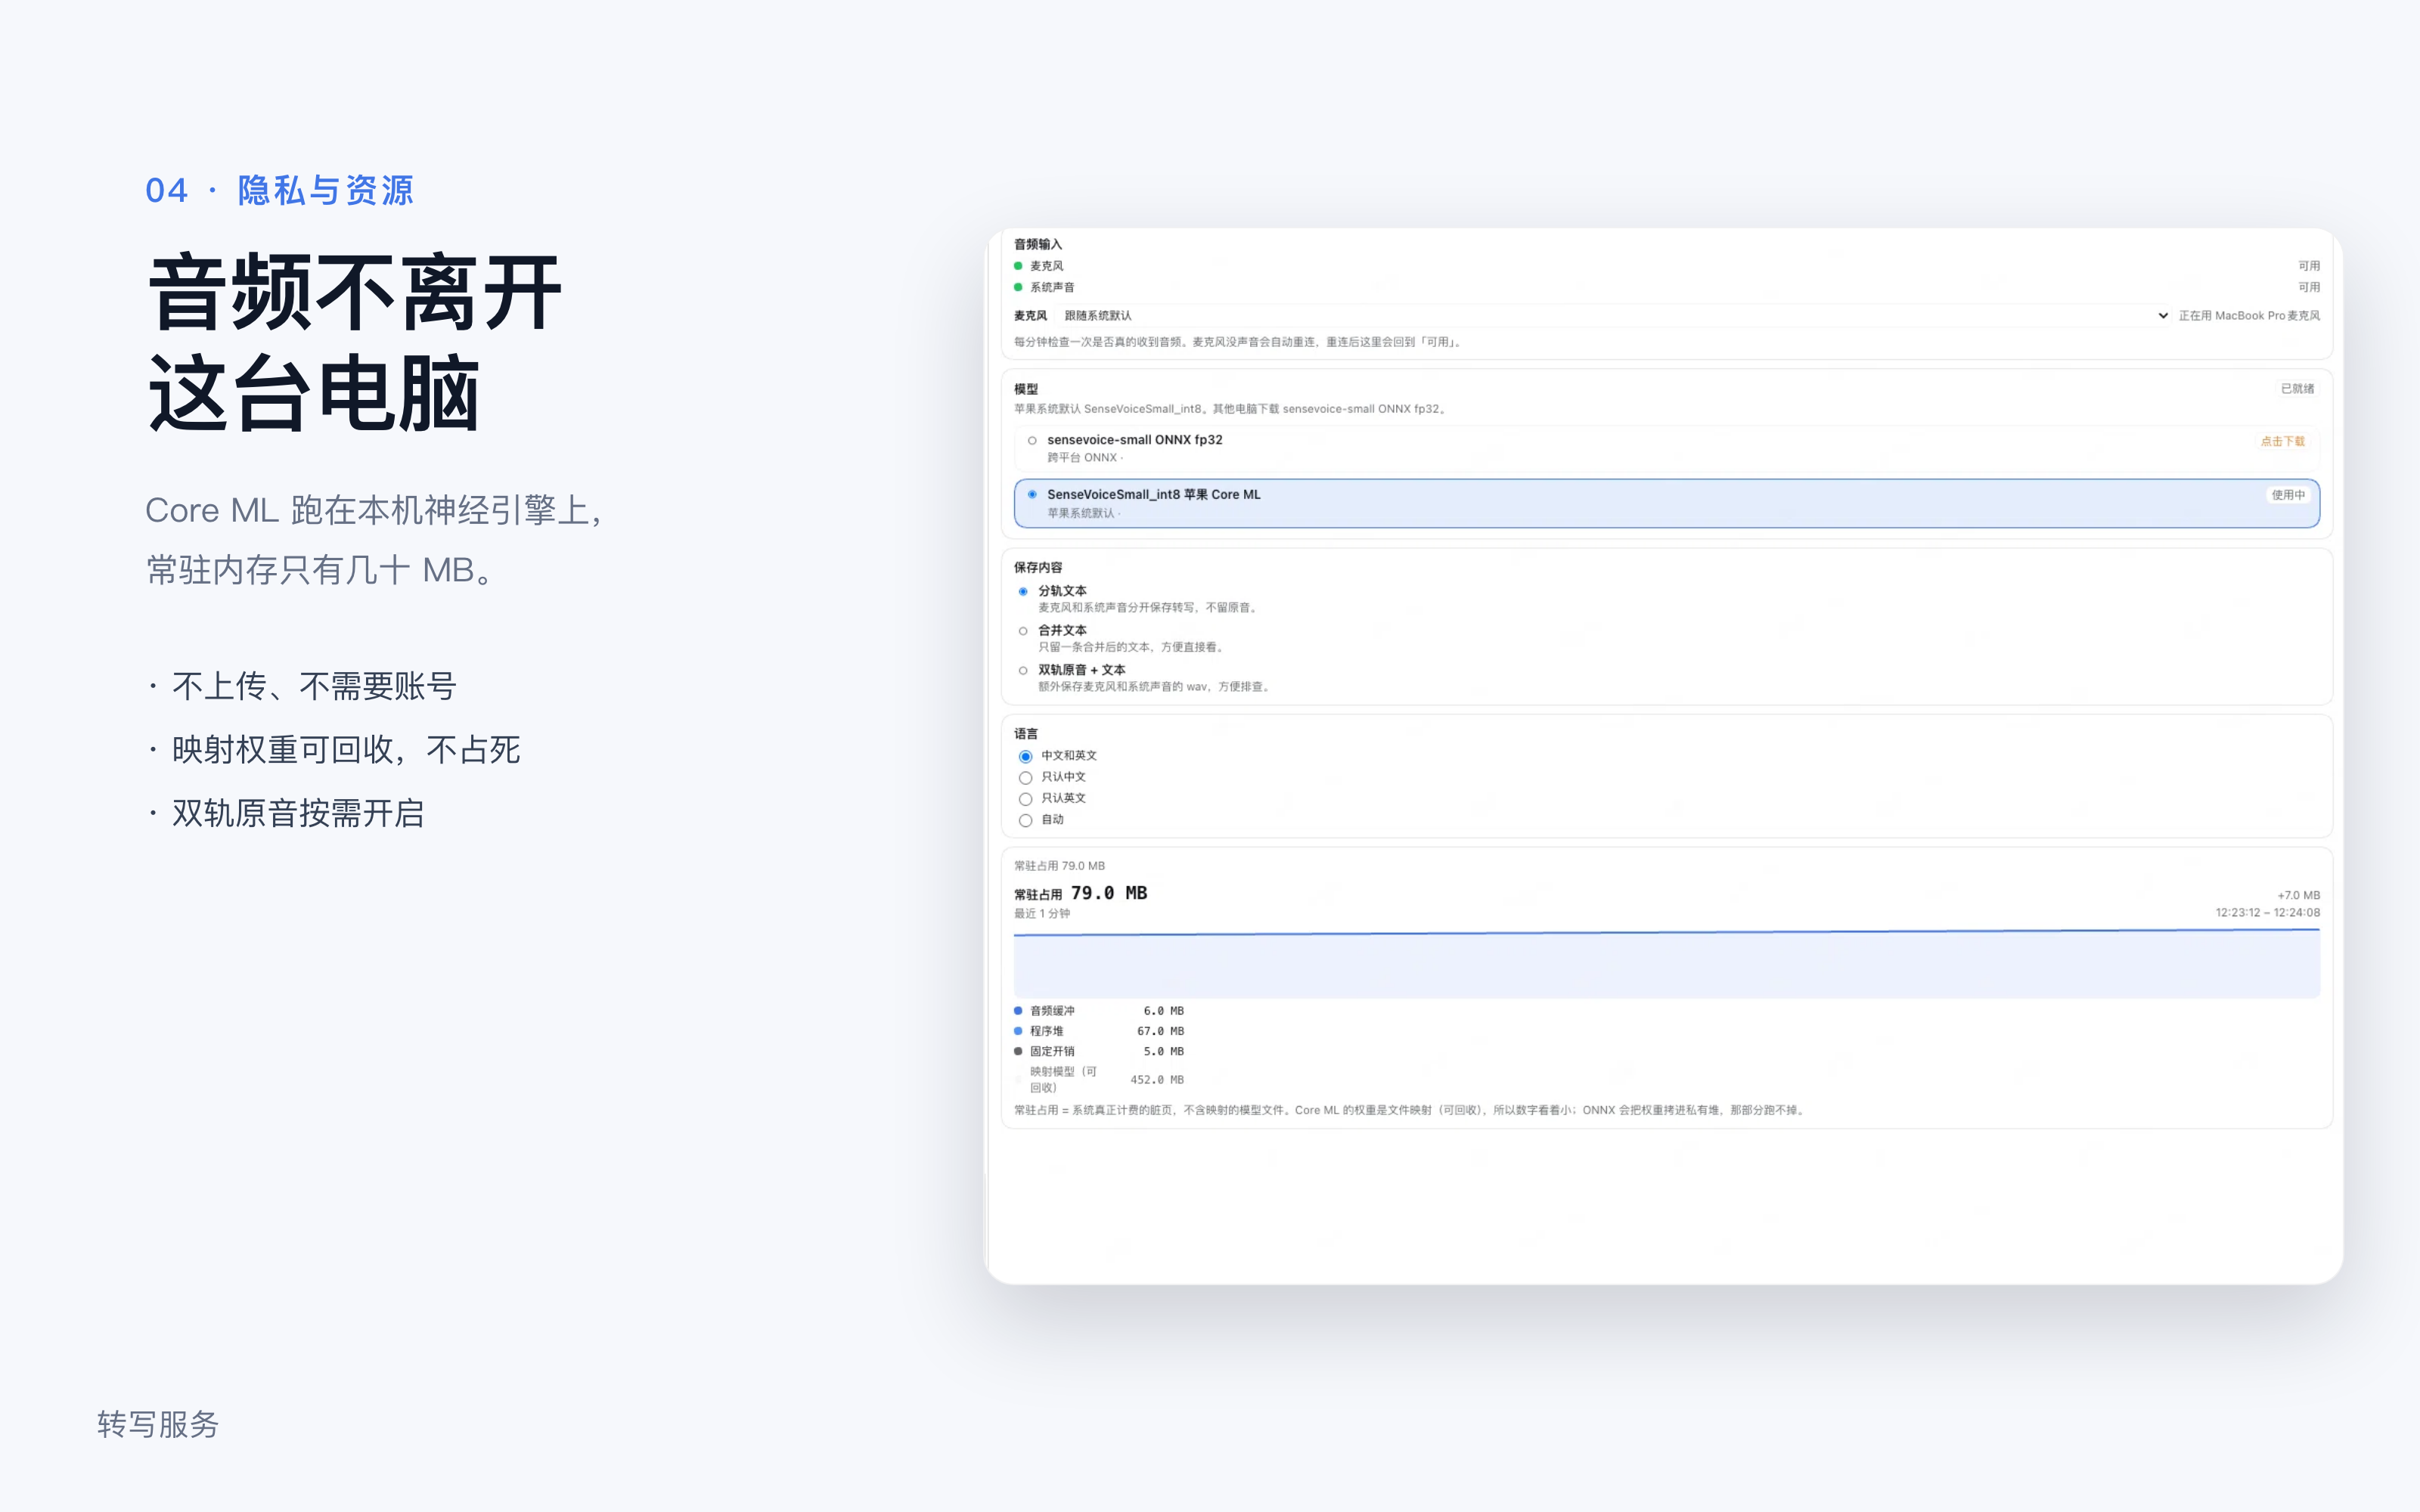 04 · 隐私与资源
音频不离开
这台电脑
Core ML 跑在本机神经引擎上，
常驻内存只有几十 MB。
· 不上传、不需要账号
· 映射权重可回收，不占死
· 双轨原音按需开启
转写服务
音频输入
麦克风 可用
系统声音 可用
麦克风 跟随系统默认 正在用 MacBook Pro麦克风
每分钟检查一次是否真的收到音频。麦克风没声音会自动重连，重连后这里会回到「可用」。
模型 已就绪
苹果系统默认 SenseVoiceSmall_int8。其他电脑下载 sensevoice-small ONNX fp32。
sensevoice-small ONNX fp32 点击下载
跨平台 ONNX ·
SenseVoiceSmall_int8 苹果 Core ML 使用中
苹果系统默认 ·
保存内容
分轨文本
麦克风和系统声音分开保存转写，不留原音。
合并文本
只留一条合并后的文本，方便直接看。
双轨原音 + 文本
额外保存麦克风和系统声音的 wav，方便排查。
语言
中文和英文
只认中文
只认英文
自动
常驻占用 79.0 MB
常驻占用 79.0 MB +7.0 MB
最近 1 分钟 12:23:12 – 12:24:08
音频缓冲 6.0 MB
程序堆 67.0 MB
固定开销 5.0 MB
映射模型（可
回收） 452.0 MB
常驻占用 = 系统真正计费的脏页，不含映射的模型文件。Core ML 的权重是文件映射（可回收），所以数字看着小；ONNX 会把权重拷进私有堆，那部分跑不掉。